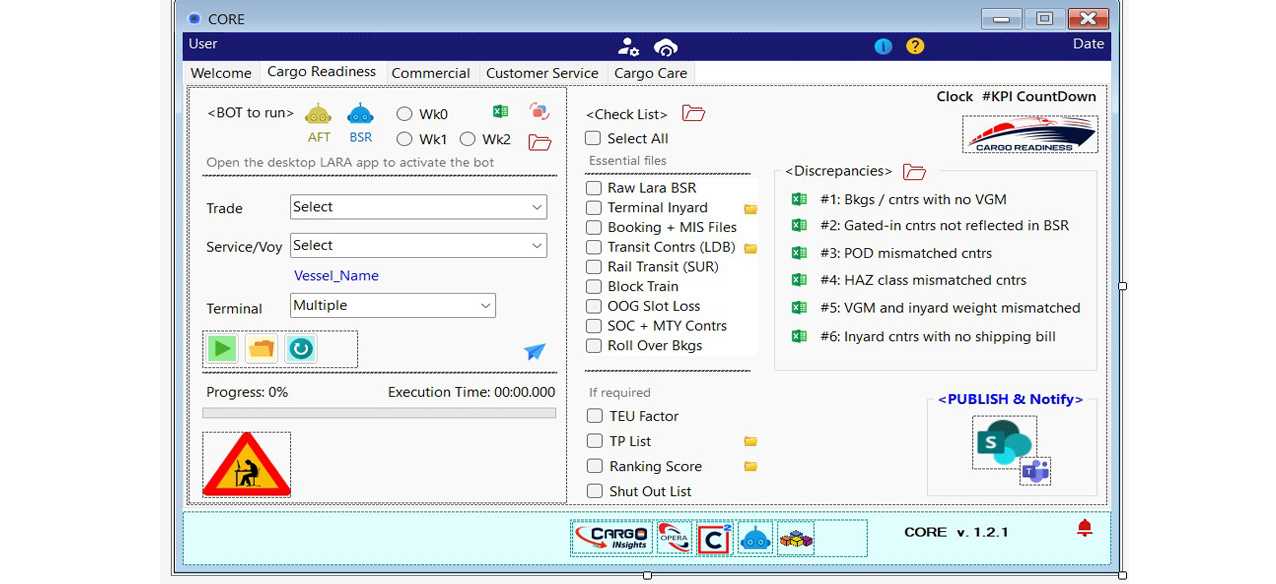 CORE
User
Date
Welcome
Cargo Readiness
Commercial
Customer Service
Cargo Care
<BOT to run>
AFT
BSR
Wk0
Wk1
Wk2
Open the desktop LARA app to activate the bot
Trade
Select
Service/Voy
Select
Vessel_Name
Terminal
Multiple
Progress: 0%
Execution Time: 00:00.000
<Check List>
Select All
Essential files
Raw Lara BSR
Terminal Inyard
Booking + MIS Files
Transit Contrs (LDB)
Rail Transit (SUR)
Block Train
OOG Slot Loss
SOC + MTY Contrs
Roll Over Bkgs
If required
TEU Factor
TP List
Ranking Score
Shut Out List
Clock #KPI CountDown
CARGO READINESS
<Discrepancies>
#1: Bkgs / cntrs with no VGM
#2: Gated-in cntrs not reflected in BSR
#3: POD mismatched cntrs
#4: HAZ class mismatched cntrs
#5: VGM and inyard weight mismatched
#6: Inyard cntrs with no shipping bill
<PUBLISH & Notify>
S
T
CARGO
INsights
OPERA
C2
CORE v. 1.2.1